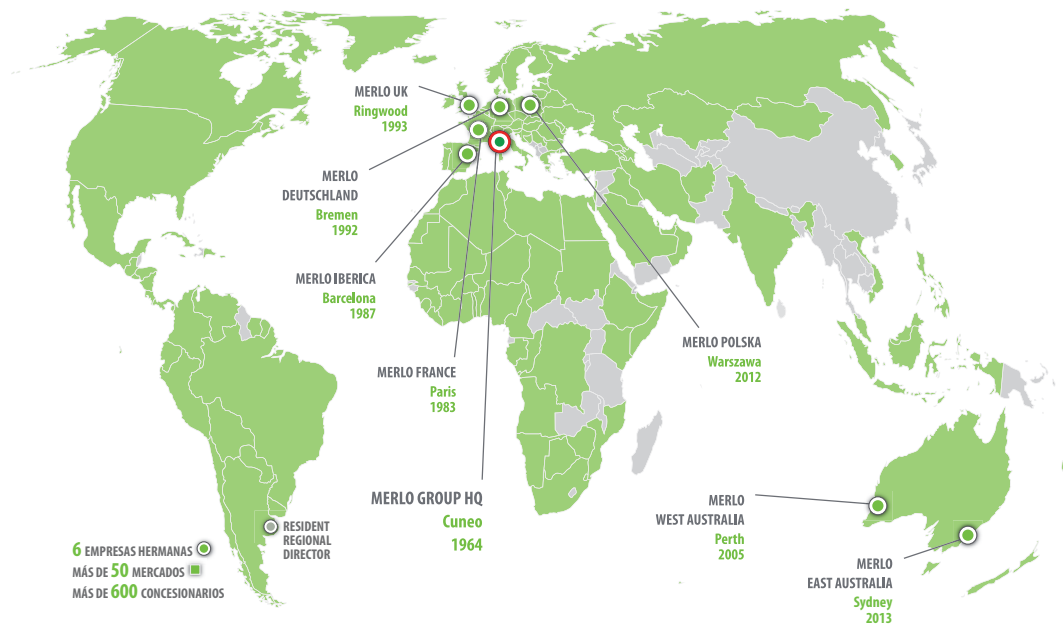 MERLO UK
Ringwood
1993
MERLO
DEUTSCHLAND
Bremen
1992
MERLO IBERICA
Barcelona
1987
MERLO FRANCE
Paris
1983
MERLO GROUP HQ
Cuneo
1964
MERLO POLSKA
Warszawa
2012
MERLO
WEST AUSTRALIA
Perth
2005
MERLO
EAST AUSTRALIA
Sydney
2013
RESIDENT
REGIONAL
DIRECTOR
6 EMPRESAS HERMANAS
MÁS DE 50 MERCADOS
MÁS DE 600 CONCESIONARIOS